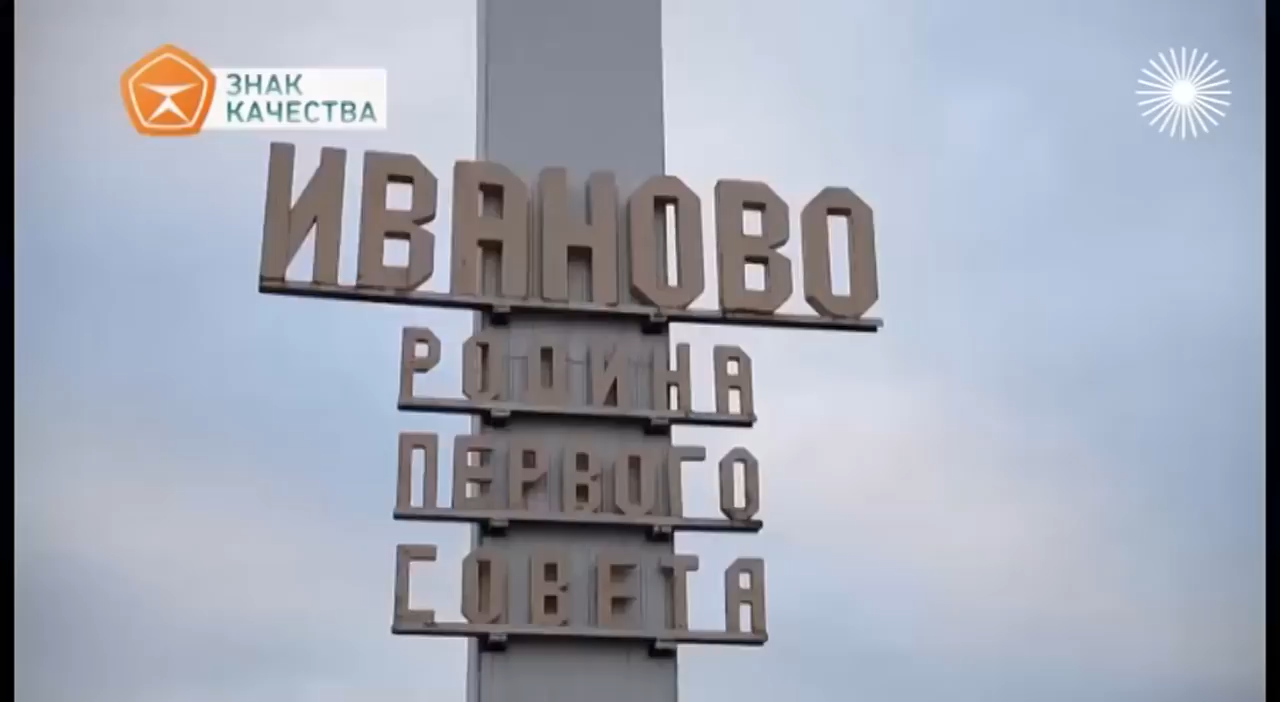 ЗНАК
КАЧЕСТВА
ИВАНОВО
РОДИНА
ПЕРВОГО
СОВЕТА